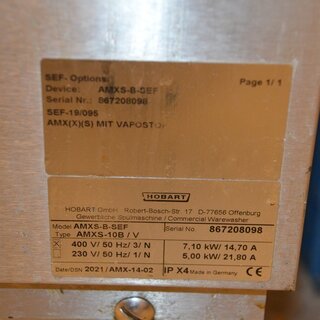 SEF- Options
Page 1/ 1
Device: AMXS-B-SEF
Serial Nr.: 867208098
SEF-19/095
AMX(X)(S) MIT VAPOSTOP
HOBART
HOBART GmbH Robert-Bosch-Str. 17 D-77656 Offenburg
Gewerbliche Spülmaschine / Commercial Warewasher
Model AMXS-B-SEF Serial No 867208098
Type AMXS-10B / V
X 400 V/ 50 Hz/ 3/ N 7,10 kW/ 14,70 A
230 V/ 50 Hz/ 1/ N 5,00 kW/ 21,80 A
Date/DSN 2021 / AMX-14-02 IP X4 Made in Germany CE